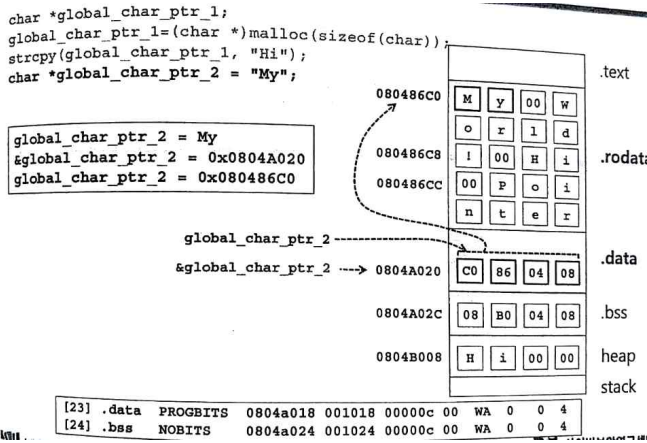 char *global_char_ptr_1;
global_char_ptr_1=(char *)malloc(sizeof(char));
strcpy(global_char_ptr_1, "Hi");
char *global_char_ptr_2 = "My";
global_char_ptr_2 = My
&global_char_ptr_2 = 0x0804A020
global_char_ptr_2 = 0x080486C0
.text
080486C0 M y 00 W
o r l d
080486C8 ! 00 H i .rodata
080486CC 00 P o i
n t e r
global_char_ptr_2
.data
&global_char_ptr_2 0804A020 C0 86 04 08
0804A02C 08 B0 04 08 .bss
0804B008 H i 00 00 heap
stack
[23] .data PROGBITS 0804a018 001018 00000c 00 WA 0 0 4
[24] .bss NOBITS 0804a024 001024 00000c 00 WA 0 0 4